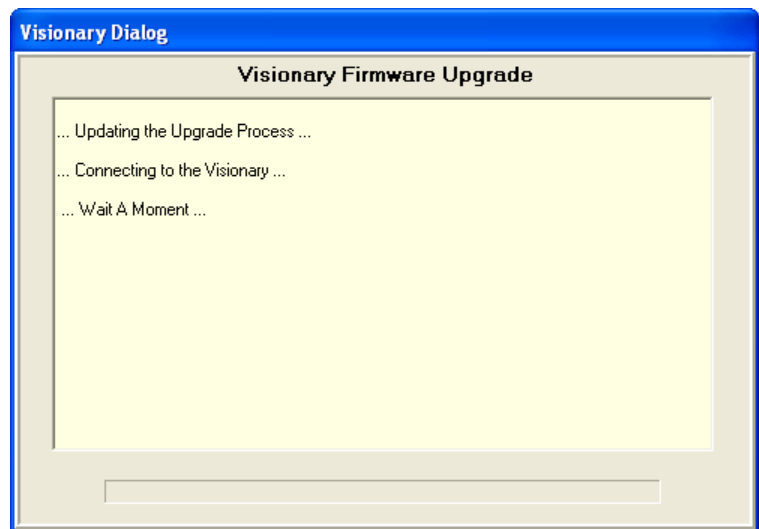 Visionary Dialog
Visionary Firmware Upgrade
... Updating the Upgrade Process ...
... Connecting to the Visionary ...
... Wait A Moment ...